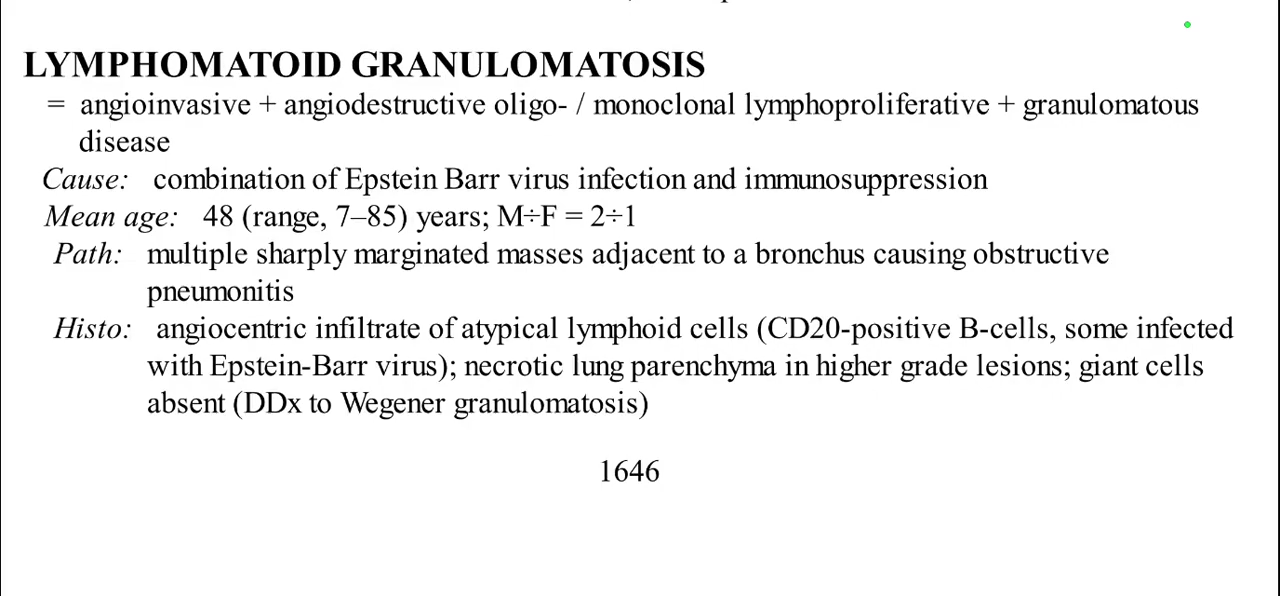 LYMPHOMATOID GRANULOMATOSIS
= angioinvasive + angiodestructive oligo- / monoclonal lymphoproliferative + granulomatous
disease
Cause: combination of Epstein Barr virus infection and immunosuppression
Mean age: 48 (range, 7–85) years; M÷F = 2÷1
Path: multiple sharply marginated masses adjacent to a bronchus causing obstructive
pneumonitis
Histo: angiocentric infiltrate of atypical lymphoid cells (CD20-positive B-cells, some infected
with Epstein-Barr virus); necrotic lung parenchyma in higher grade lesions; giant cells
absent (DDx to Wegener granulomatosis)
1646